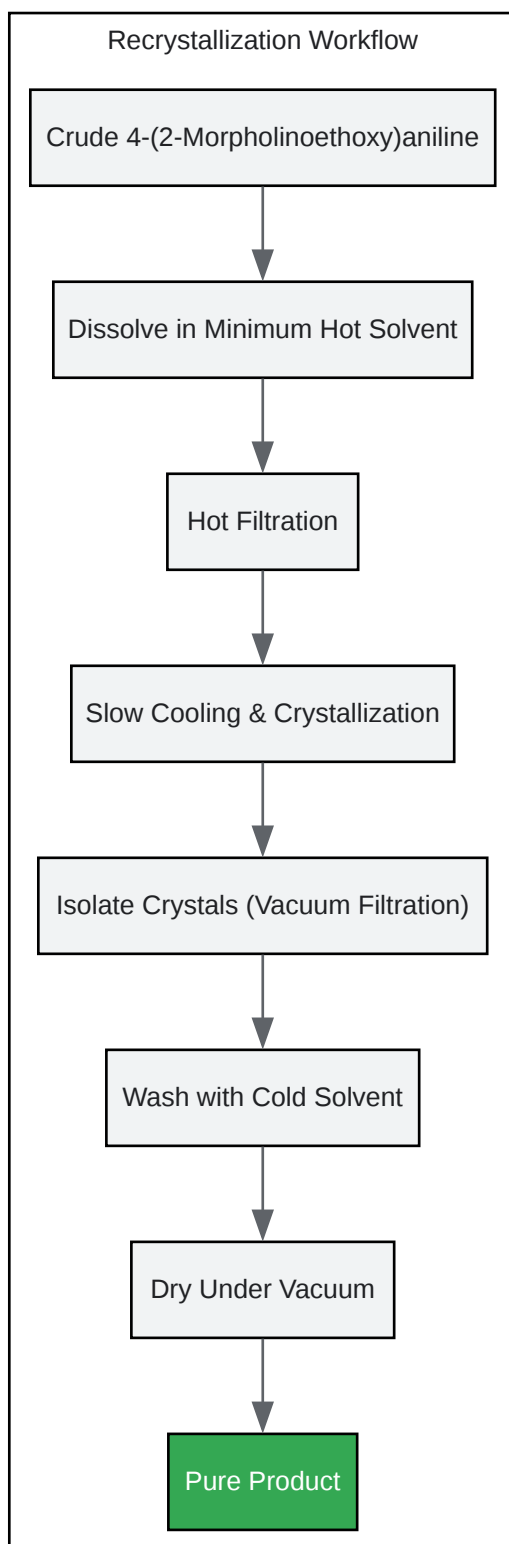 Recrystallization Workflow
Crude 4-(2-Morpholinoethoxy)aniline
Dissolve in Minimum Hot Solvent
Hot Filtration
Slow Cooling & Crystallization
Isolate Crystals (Vacuum Filtration)
Wash with Cold Solvent
Dry Under Vacuum
Pure Product